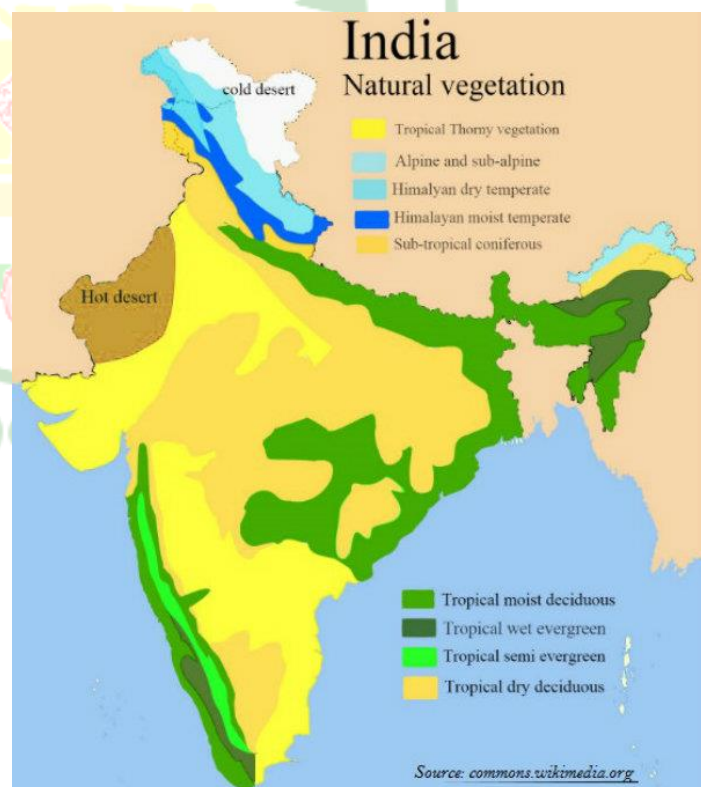 India
Natural vegetation
cold desert
Tropical Thorny vegetation
Alpine and sub-alpine
Himalyan dry temperate
Himalayan moist temperate
Sub-tropical coniferous
Hot desert
Tropical moist deciduous
Tropical wet evergreen
Tropical semi evergreen
Tropical dry deciduous
Source: commons.wikimedia.org